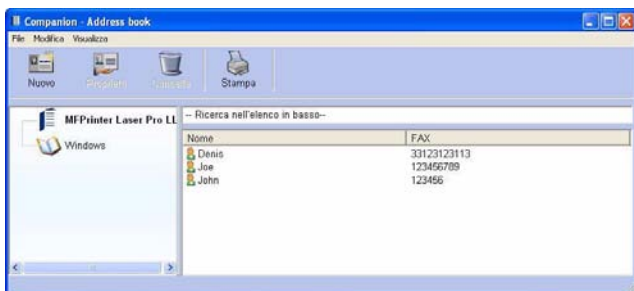 Companion - Address book
File Modifica Visualizza
Nuovo Proprietà Cancella Stampa
MFPrinter Laser Pro LL
Windows
-- Ricerca nell'elenco in basso--
Nome FAX
Denis 33123123113
Joe 123456789
John 123456